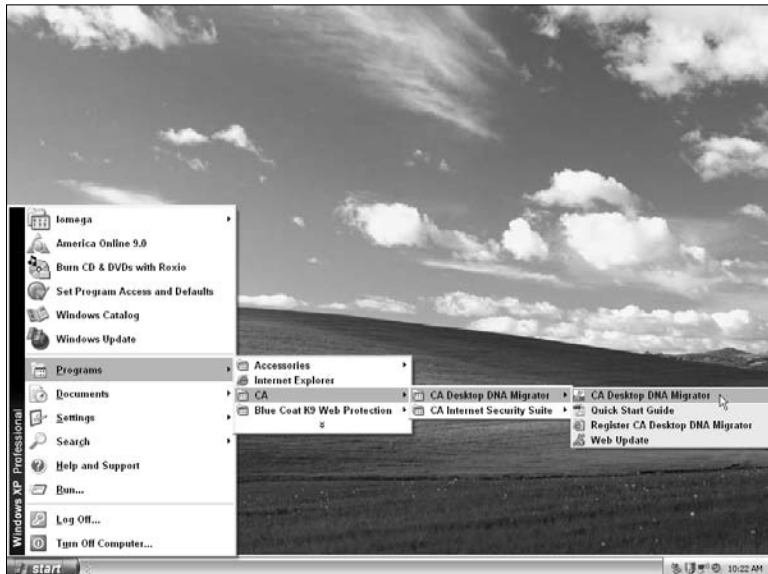 Iomega
America Online 9.0
Burn CD & DVDs with Roxio
Set Program Access and Defaults
Windows Catalog
Windows Update
Programs
Documents
Settings
Search
Help and Support
Run...
Log Off...
Turn Off Computer...
Windows XP Professional
Accessories
Internet Explorer
CA
Blue Coat K9 Web Protection
CA Desktop DNA Migrator
CA Internet Security Suite
CA Desktop DNA Migrator
Quick Start Guide
Register CA Desktop DNA Migrator
Web Update
start
10:22 AM